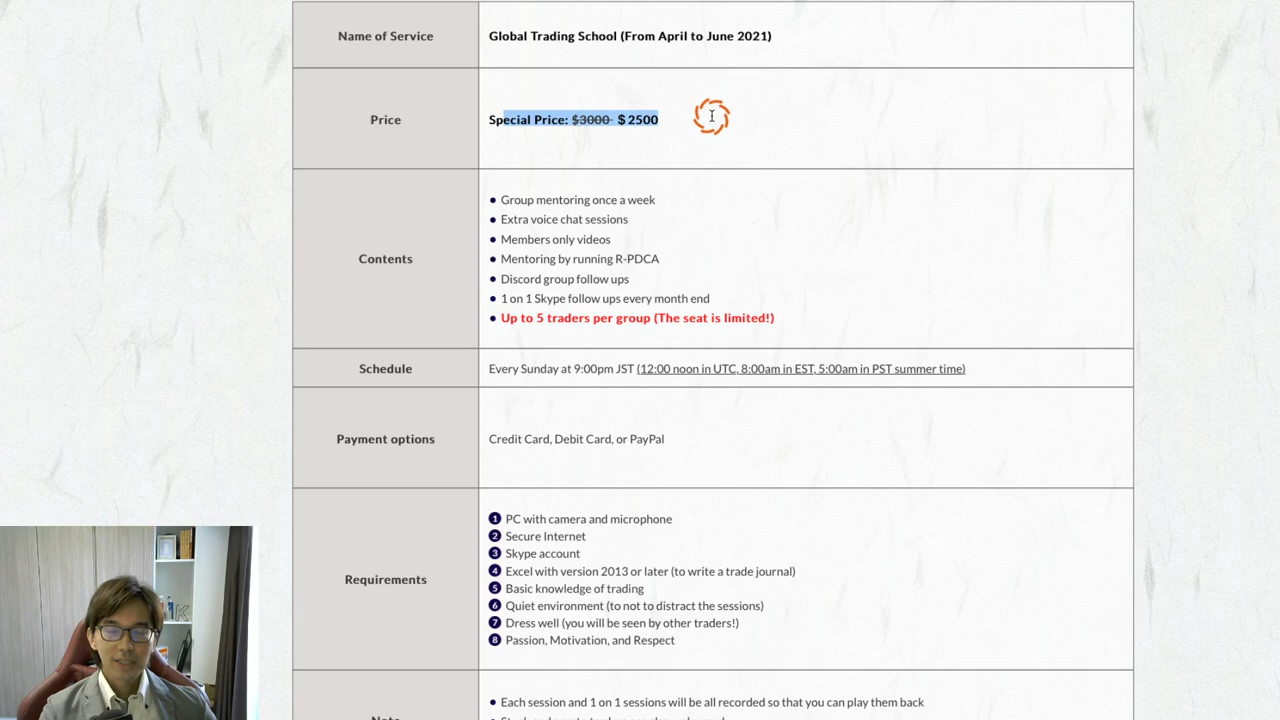 Name of Service
Global Trading School (From April to June 2021)
Price
Special Price: $3000 $2500
Contents
Group mentoring once a week
Extra voice chat sessions
Members only videos
Mentoring by running R-PDCA
Discord group follow ups
1 on 1 Skype follow ups every month end
Up to 5 traders per group (The seat is limited!)
Schedule
Every Sunday at 9:00pm JST (12:00 noon in UTC, 8:00am in EST, 5:00am in PST summer time)
Payment options
Credit Card, Debit Card, or PayPal
Requirements
1 PC with camera and microphone
2 Secure Internet
3 Skype account
4 Excel with version 2013 or later (to write a trade journal)
5 Basic knowledge of trading
6 Quiet environment (to not to distract the sessions)
7 Dress well (you will be seen by other traders!)
8 Passion, Motivation, and Respect
Each session and 1 on 1 sessions will be all recorded so that you can play them back